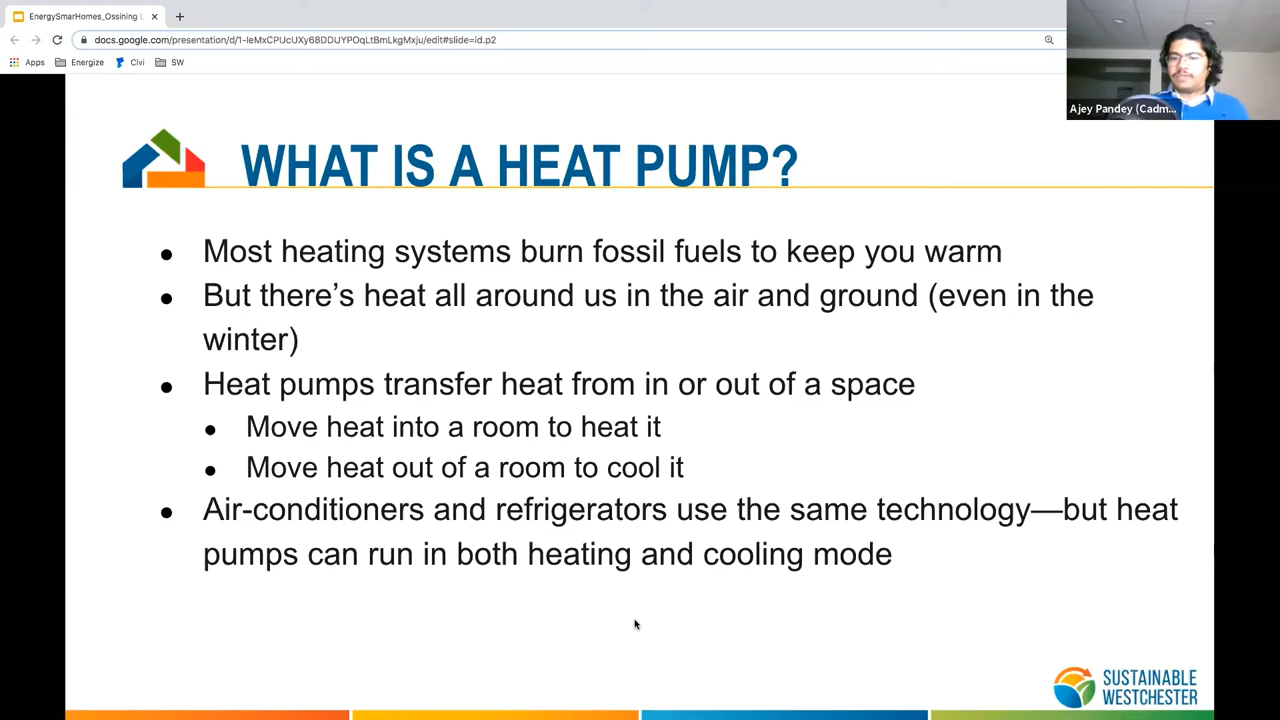 EnergySmarHomes_Ossining L
docs.google.com/presentation/d/1-IeMxCPUcUXy68DDUYPOqLtBmLkgMxju/edit#slide=id.p2
Apps Energize Civi SW
Ajey Pandey (Cadm...
WHAT IS A HEAT PUMP?
Most heating systems burn fossil fuels to keep you warm
But there’s heat all around us in the air and ground (even in the
winter)
Heat pumps transfer heat from in or out of a space
Move heat into a room to heat it
Move heat out of a room to cool it
Air-conditioners and refrigerators use the same technology—but heat
pumps can run in both heating and cooling mode
SUSTAINABLE
WESTCHESTER